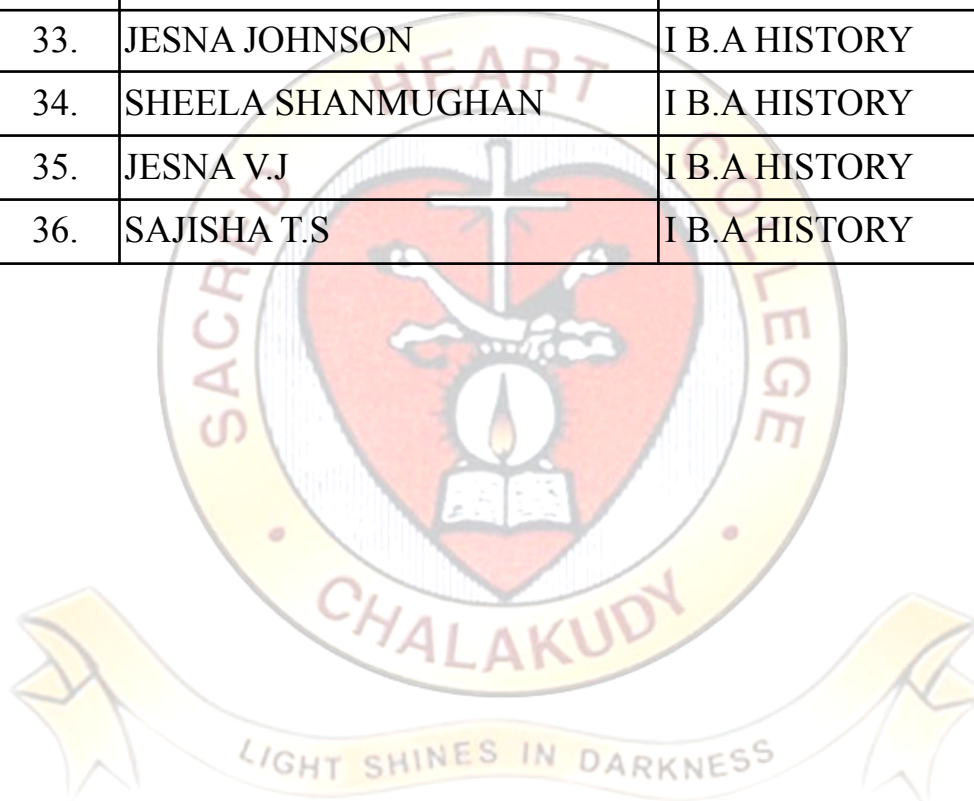 33. JESNA JOHNSON I B.A HISTORY
34. SHEELA SHANMUGHAN I B.A HISTORY
35. JESNA V.J I B.A HISTORY
36. SAJISHA T.S I B.A HISTORY
SACRED HEART COLLEGE
CHALAKUDY
LIGHT SHINES IN DARKNESS